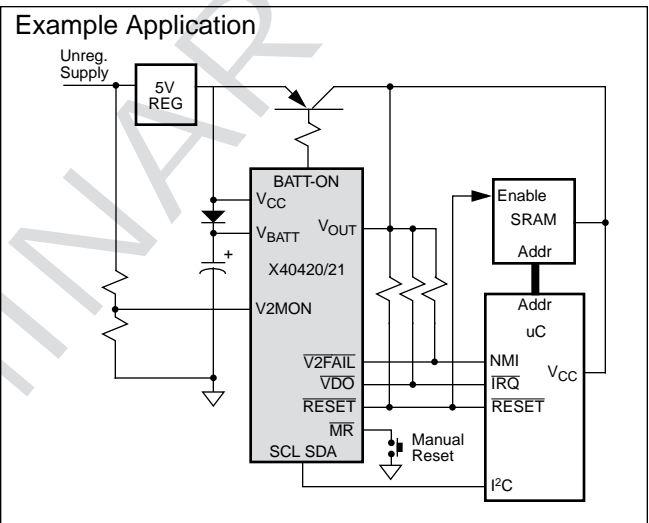 Example Application
Unreg.
Supply
5V
REG
BATT-ON
VCC
VBATT
VOUT
X40420/21
V2MON
V2FAIL
VDO
RESET
MR
SCL SDA
Manual
Reset
Enable
SRAM
Addr
Addr
uC
NMI
VCC
IRQ
RESET
I²C